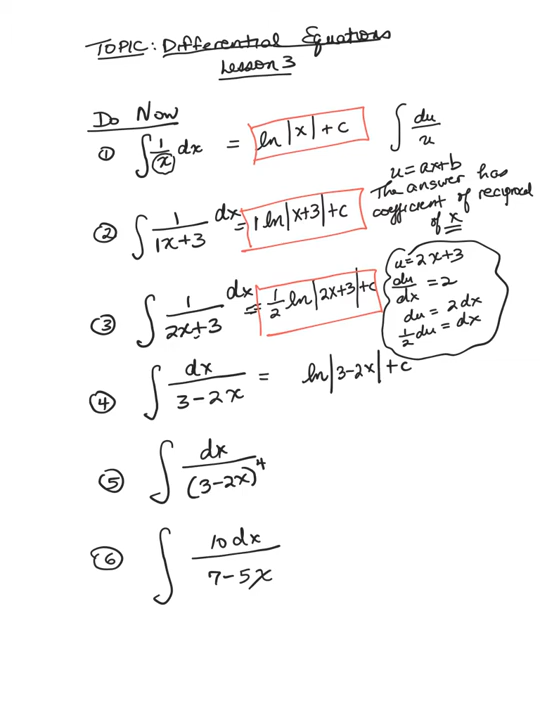 TOPIC: Differential Equations
Lesson 3
Do Now
① ∫ 1/x dx = ln|x| + c
∫ du/u
u = ax+b
The answer has
coefficient of reciprocal
of x
② ∫ 1/(1x+3) dx = 1 ln|x+3| + c
③ ∫ 1/(2x+3) dx = 1/2 ln|2x+3| + c
u = 2x+3
du/dx = 2
du = 2dx
1/2 du = dx
④ ∫ dx/(3-2x) = ln|3-2x| + c
⑤ ∫ dx/(3-2x)^4
⑥ ∫ 10dx/(7-5x)